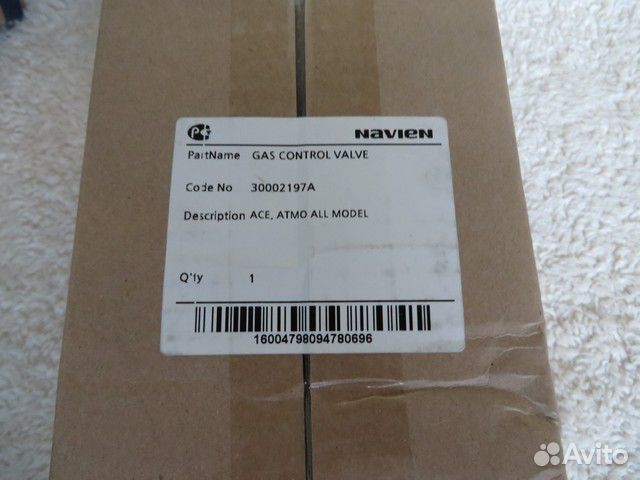 NAVIEN
PartName GAS CONTROL VALVE
Code No 30002197A
Description ACE, ATMO ALL MODEL
Q'ty 1
16004798094780696
Avito